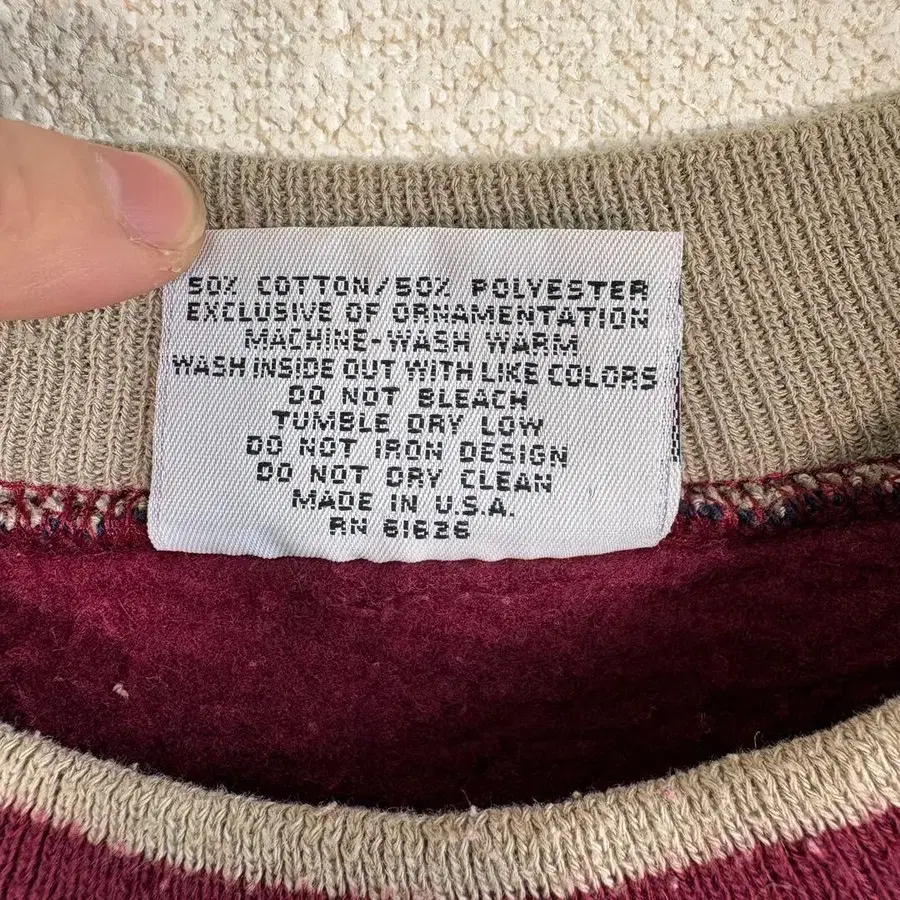 50% COTTON/50% POLYESTER
EXCLUSIVE OF ORNAMENTATION
MACHINE-WASH WARM
WASH INSIDE OUT WITH LIKE COLORS
DO NOT BLEACH
TUMBLE DRY LOW
DO NOT IRON DESIGN
DO NOT DRY CLEAN
MADE IN U.S.A.
RN 61626